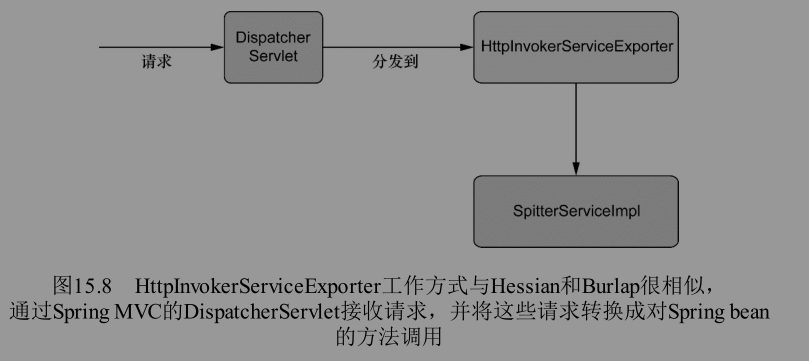 请求
Dispatcher
Servlet
分发到
HttpInvokerServiceExporter
SpitterServiceImpl
图15.8 HttpInvokerServiceExporter工作方式与Hessian和Burlap很相似，
通过Spring MVC的DispatcherServlet接收请求，并将这些请求转换成对Spring bean
的方法调用